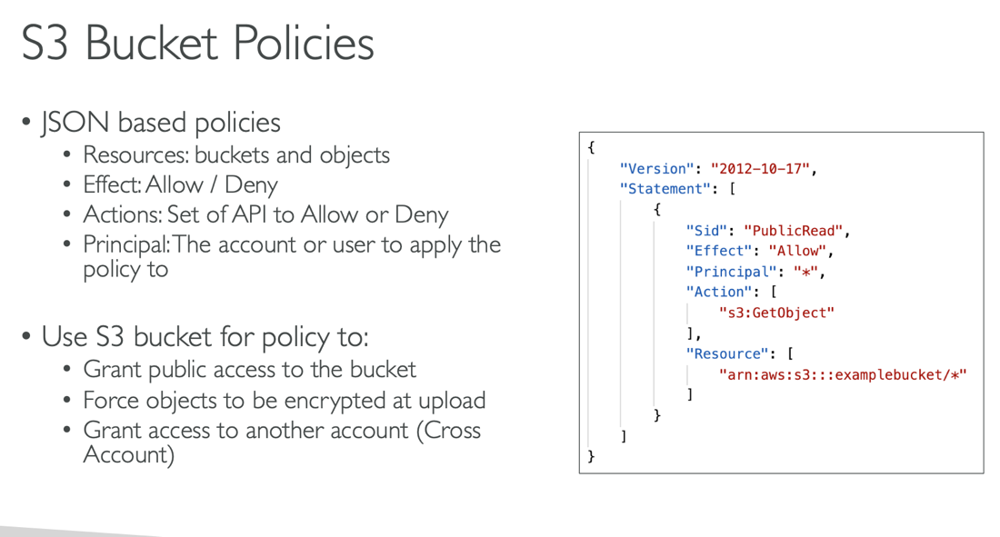 S3 Bucket Policies
• JSON based policies
• Resources: buckets and objects
• Effect: Allow / Deny
• Actions: Set of API to Allow or Deny
• Principal: The account or user to apply the
policy to
• Use S3 bucket for policy to:
• Grant public access to the bucket
• Force objects to be encrypted at upload
• Grant access to another account (Cross
Account)
{
"Version": "2012-10-17",
"Statement": [
{
"Sid": "PublicRead",
"Effect": "Allow",
"Principal": "*",
"Action": [
"s3:GetObject"
],
"Resource": [
"arn:aws:s3:::examplebucket/*"
]
}
]
}